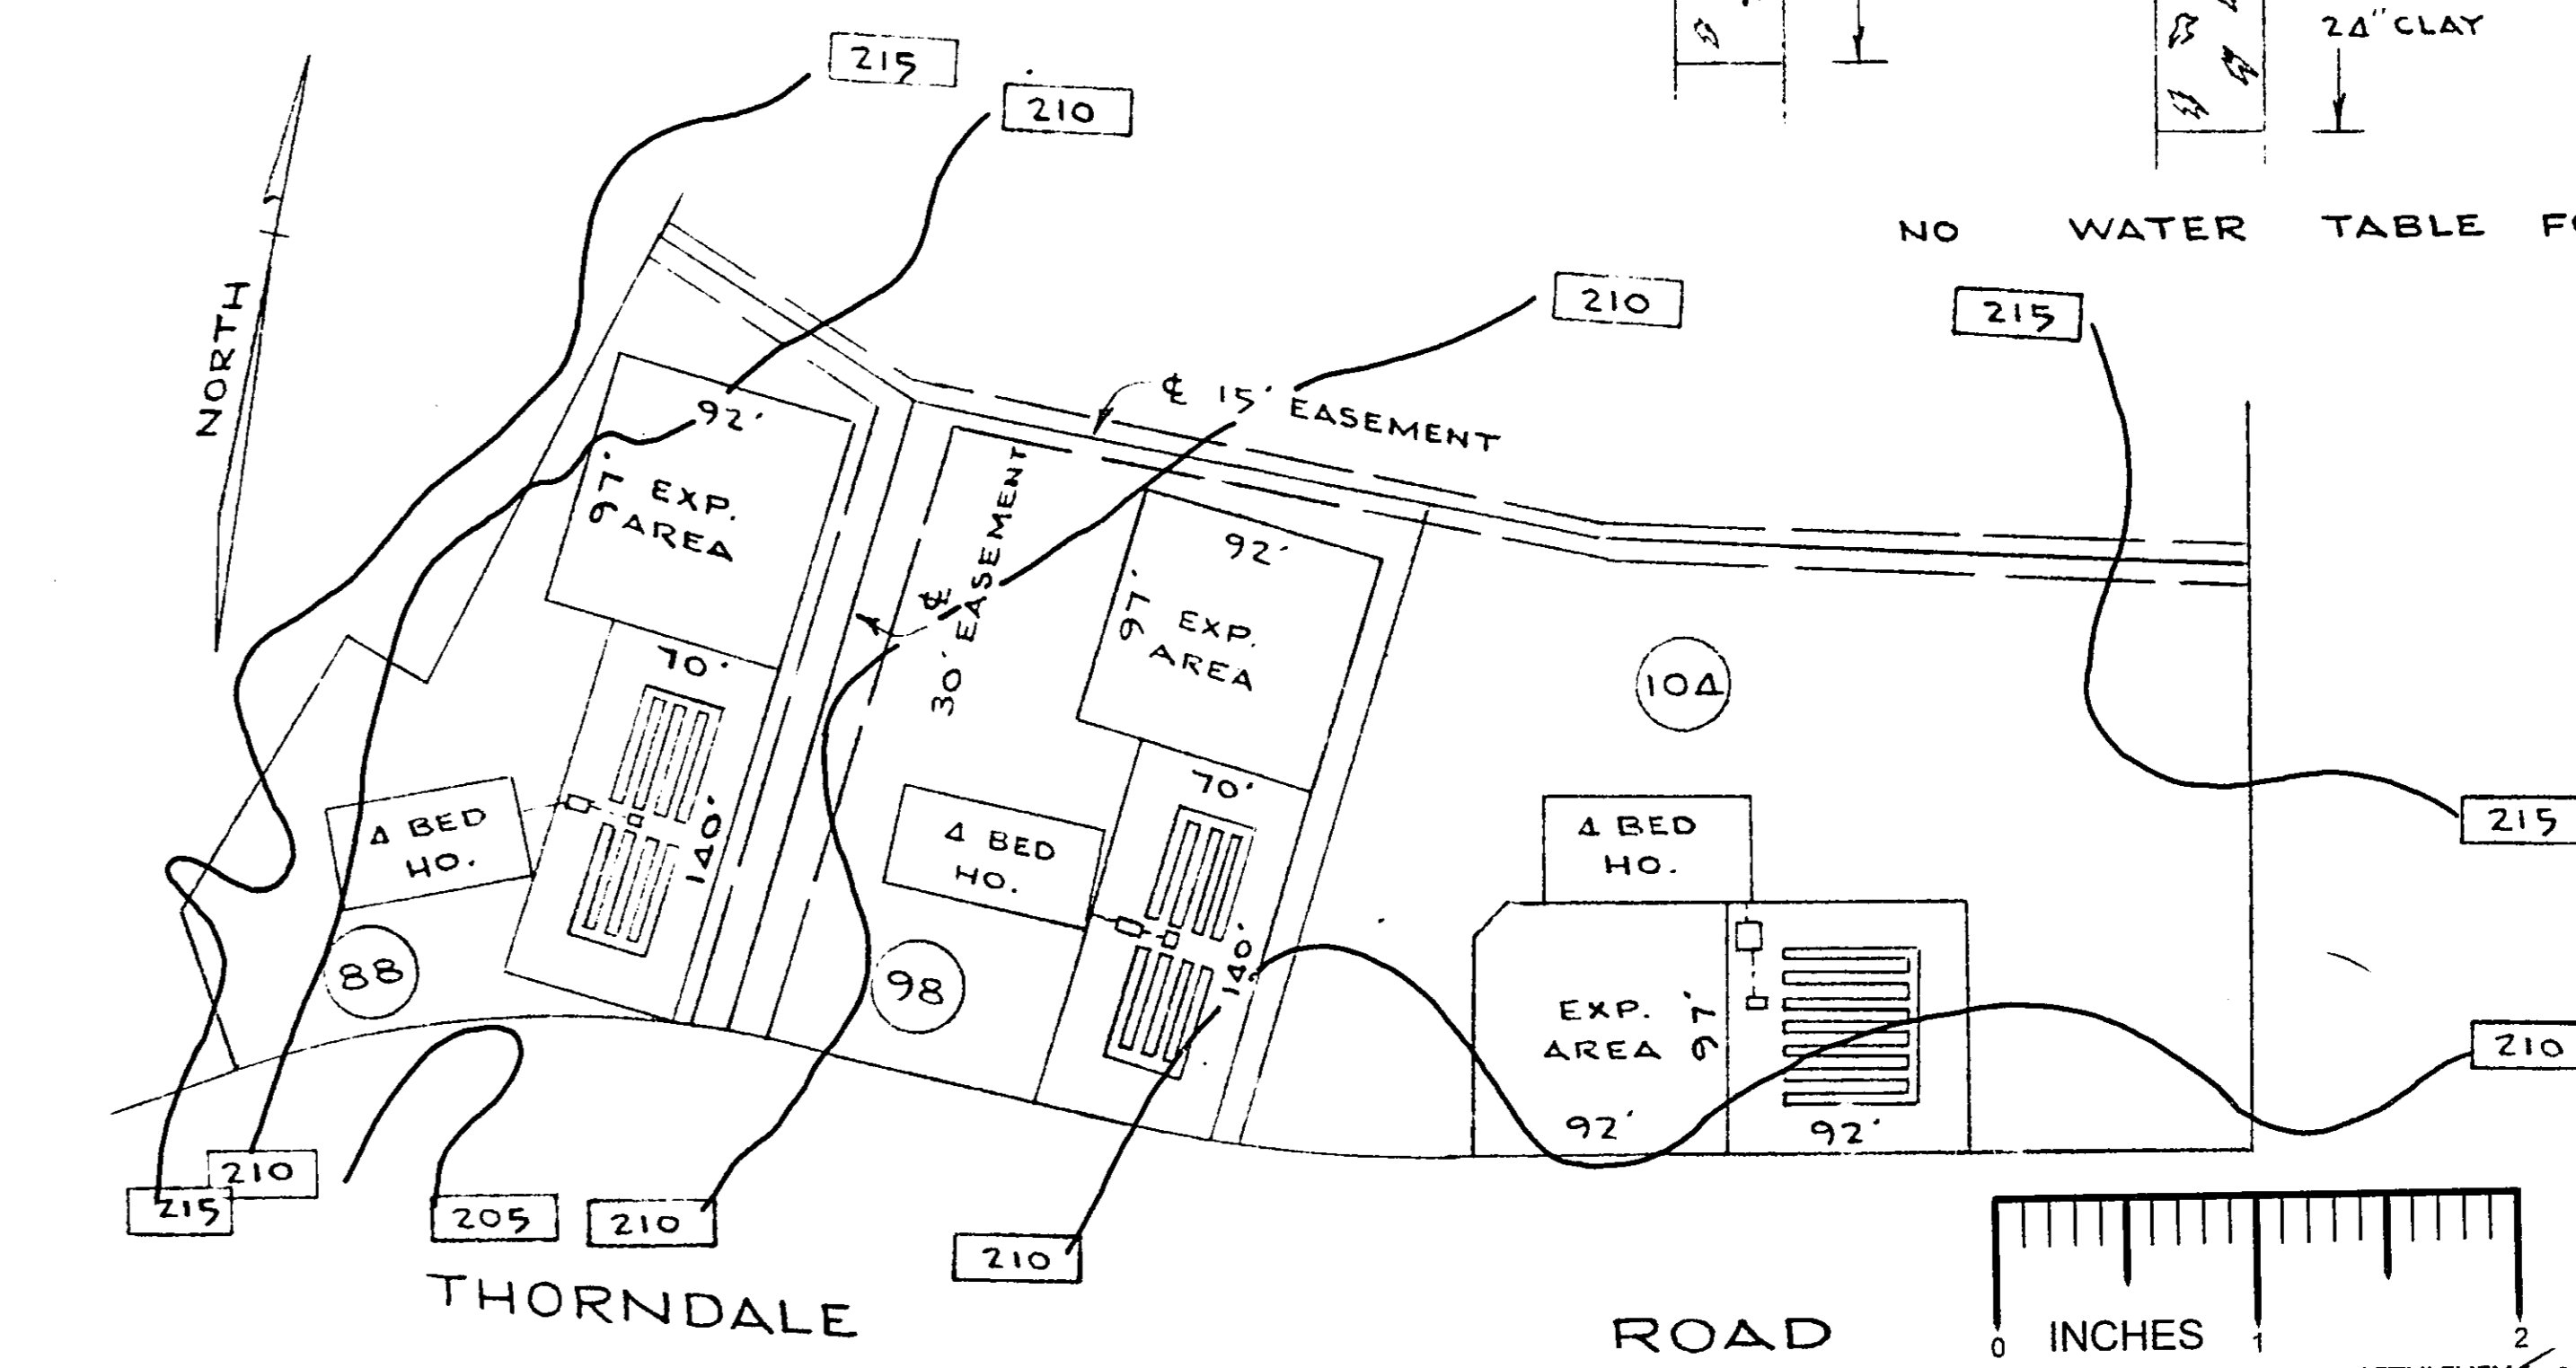 24" CLAY
NO WATER TABLE
215
210
NORTH
210
215
℄ 15' EASEMENT
92'
97'
EXP.
AREA
℄
30' EASEMENT
92'
97'
EXP.
AREA
70'
140'
104
70'
140'
4 BED
HO.
4 BED
HO.
4 BED
HO.
215
88
98
EXP.
AREA
97'
92'
92'
210
215
210
205
210
210
THORNDALE ROAD
0 INCHES 1 2